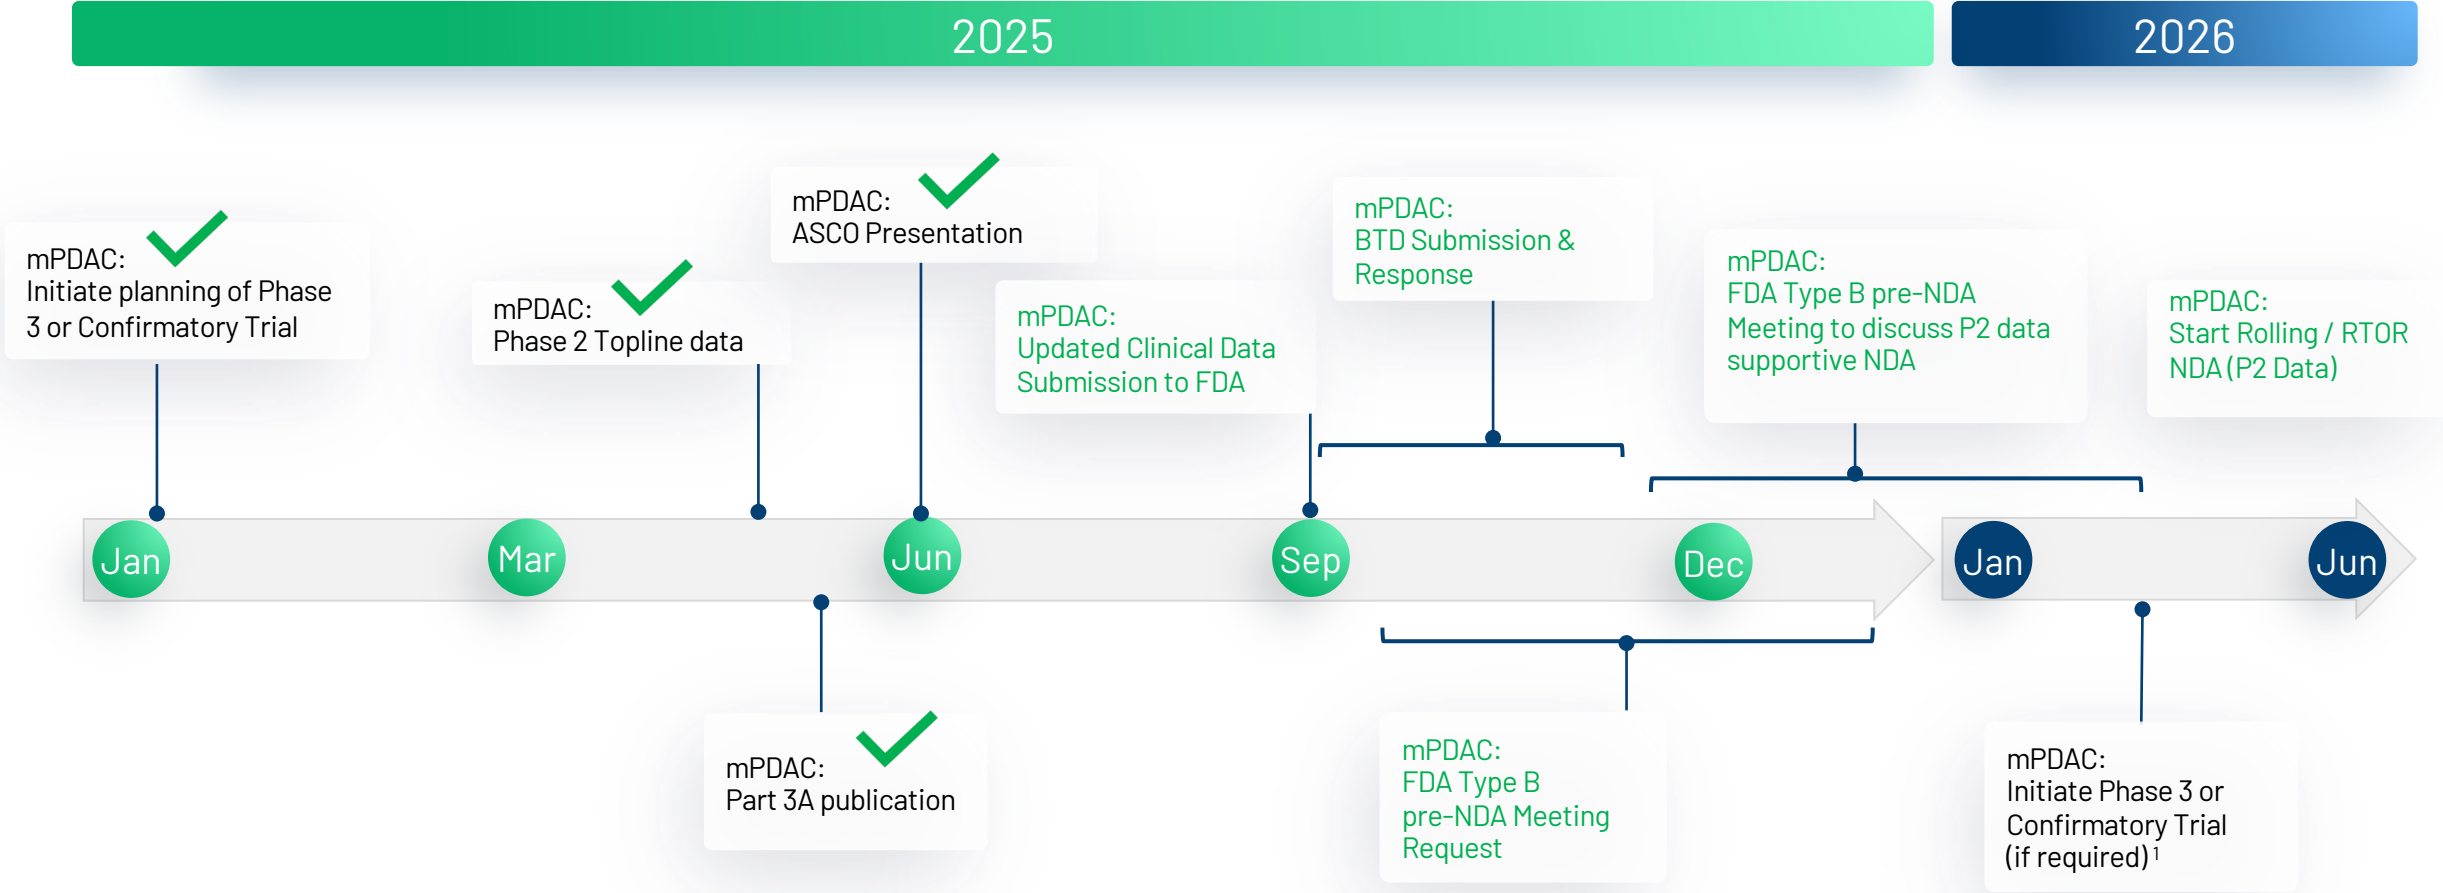 2025
2026
mPDAC:
Initiate planning of Phase
3 or Confirmatory Trial
mPDAC:
Phase 2 Topline data
mPDAC:
ASCO Presentation
mPDAC:
Updated Clinical Data
Submission to FDA
mPDAC:
BTD Submission &
Response
mPDAC:
FDA Type B pre-NDA
Meeting to discuss P2 data
supportive NDA
mPDAC:
Start Rolling / RTOR
NDA (P2 Data)
Jan
Mar
Jun
Sep
Dec
Jan
Jun
mPDAC:
Part 3A publication
mPDAC:
FDA Type B
pre-NDA Meeting
Request
mPDAC:
Initiate Phase 3 or
Confirmatory Trial
(if required) 1